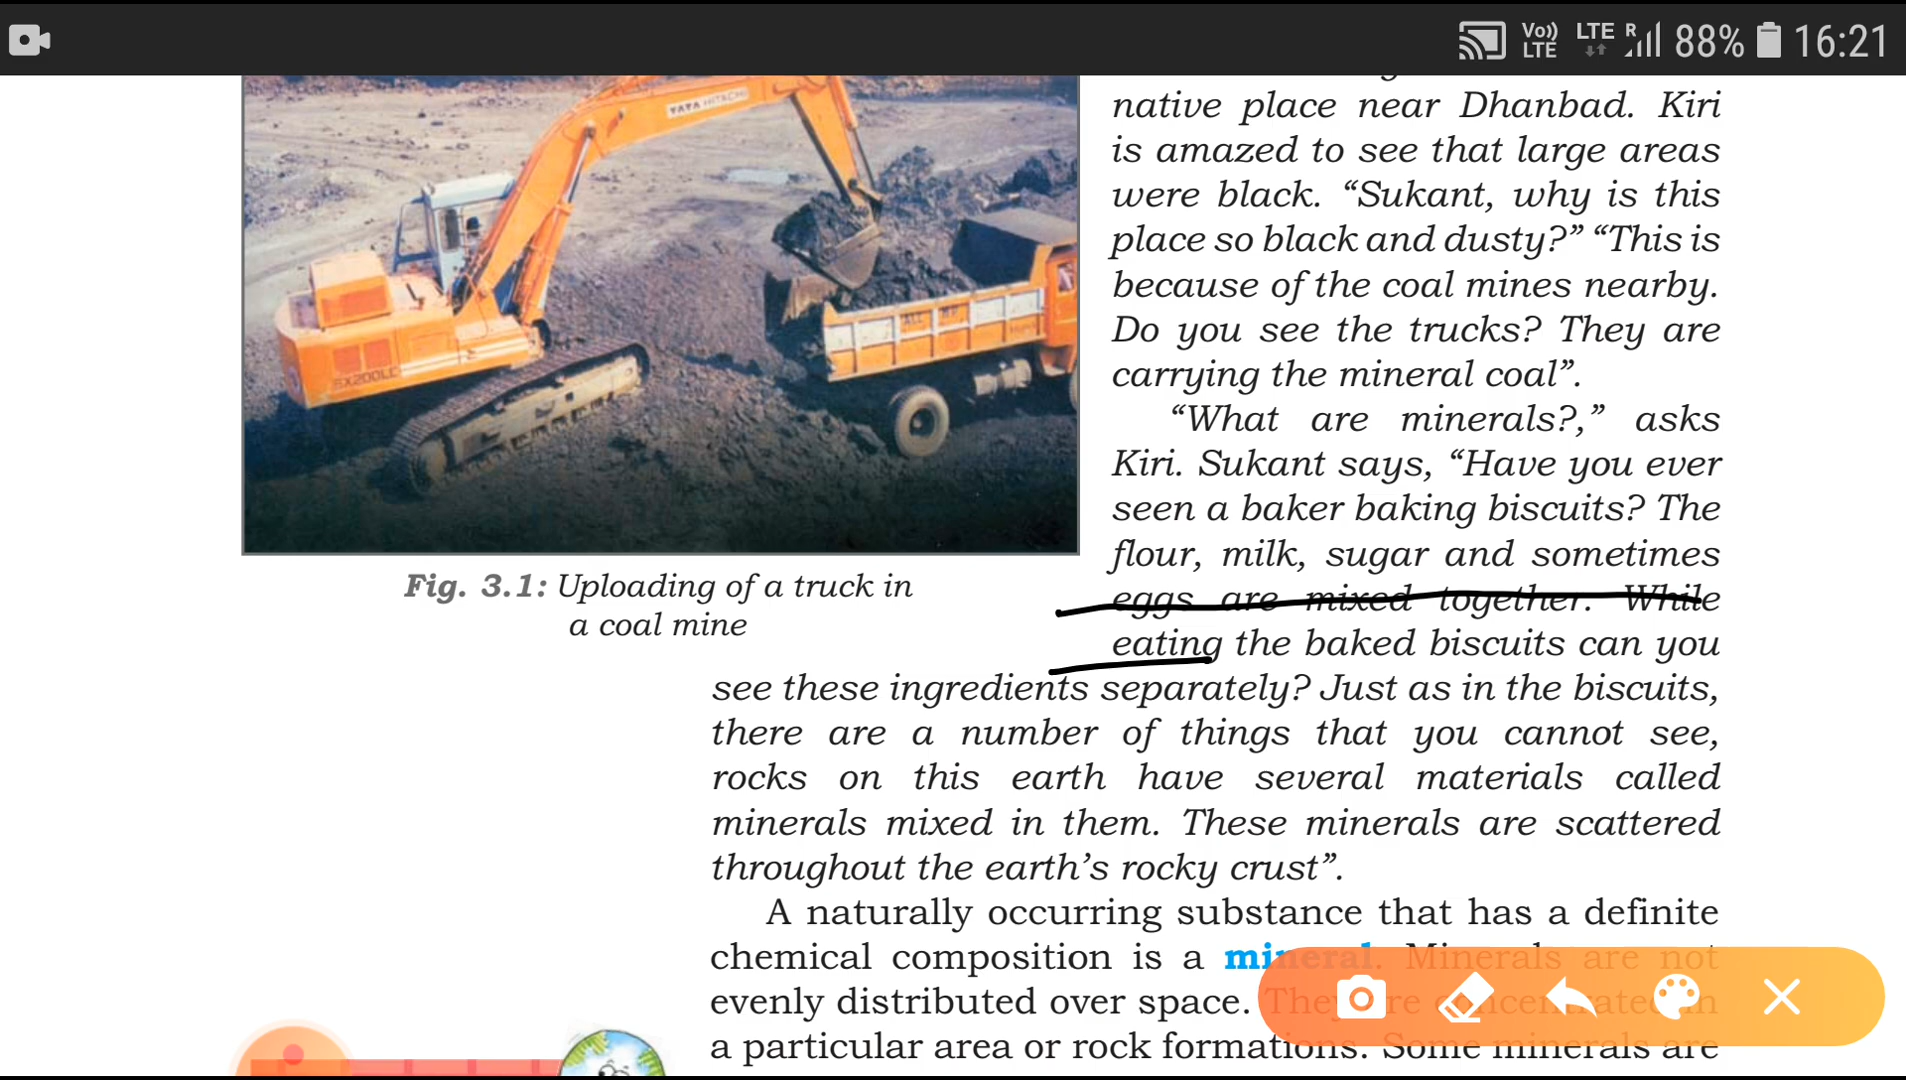 Vo)) LTE LTE R 88% 16:21
TATA HITACHI
EX200LC
native place near Dhanbad. Kiri
is amazed to see that large areas
were black. “Sukant, why is this
place so black and dusty?” “This is
because of the coal mines nearby.
Do you see the trucks? They are
carrying the mineral coal”.
“What are minerals?,” asks
Kiri. Sukant says, “Have you ever
seen a baker baking biscuits? The
flour, milk, sugar and sometimes
eggs are mixed together. While
eating the baked biscuits can you
see these ingredients separately? Just as in the biscuits,
there are a number of things that you cannot see,
rocks on this earth have several materials called
minerals mixed in them. These minerals are scattered
throughout the earth’s rocky crust”.
Fig. 3.1: Uploading of a truck in
a coal mine
A naturally occurring substance that has a definite
chemical composition is a mineral. Minerals are not
evenly distributed over space. They are concentrated in
a particular area or rock formations. Some minerals are